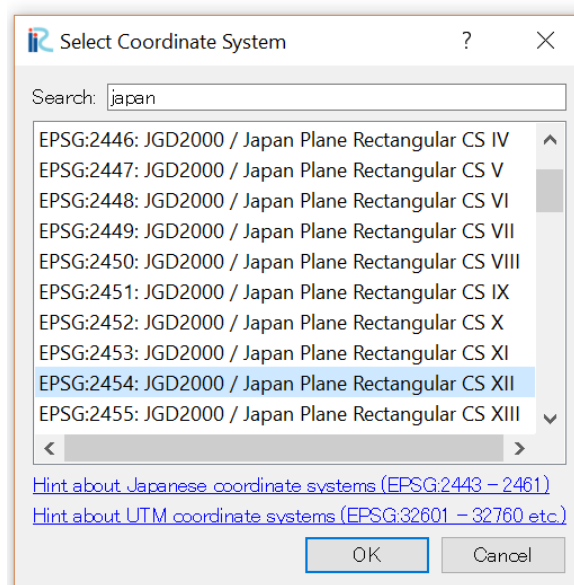 iRC Select Coordinate System ? ×
Search: japan
EPSG:2446: JGD2000 / Japan Plane Rectangular CS IV
EPSG:2447: JGD2000 / Japan Plane Rectangular CS V
EPSG:2448: JGD2000 / Japan Plane Rectangular CS VI
EPSG:2449: JGD2000 / Japan Plane Rectangular CS VII
EPSG:2450: JGD2000 / Japan Plane Rectangular CS VIII
EPSG:2451: JGD2000 / Japan Plane Rectangular CS IX
EPSG:2452: JGD2000 / Japan Plane Rectangular CS X
EPSG:2453: JGD2000 / Japan Plane Rectangular CS XI
EPSG:2454: JGD2000 / Japan Plane Rectangular CS XII
EPSG:2455: JGD2000 / Japan Plane Rectangular CS XIII
Hint about Japanese coordinate systems (EPSG:2443 - 2461)
Hint about UTM coordinate systems (EPSG:32601 - 32760 etc.)
OK Cancel